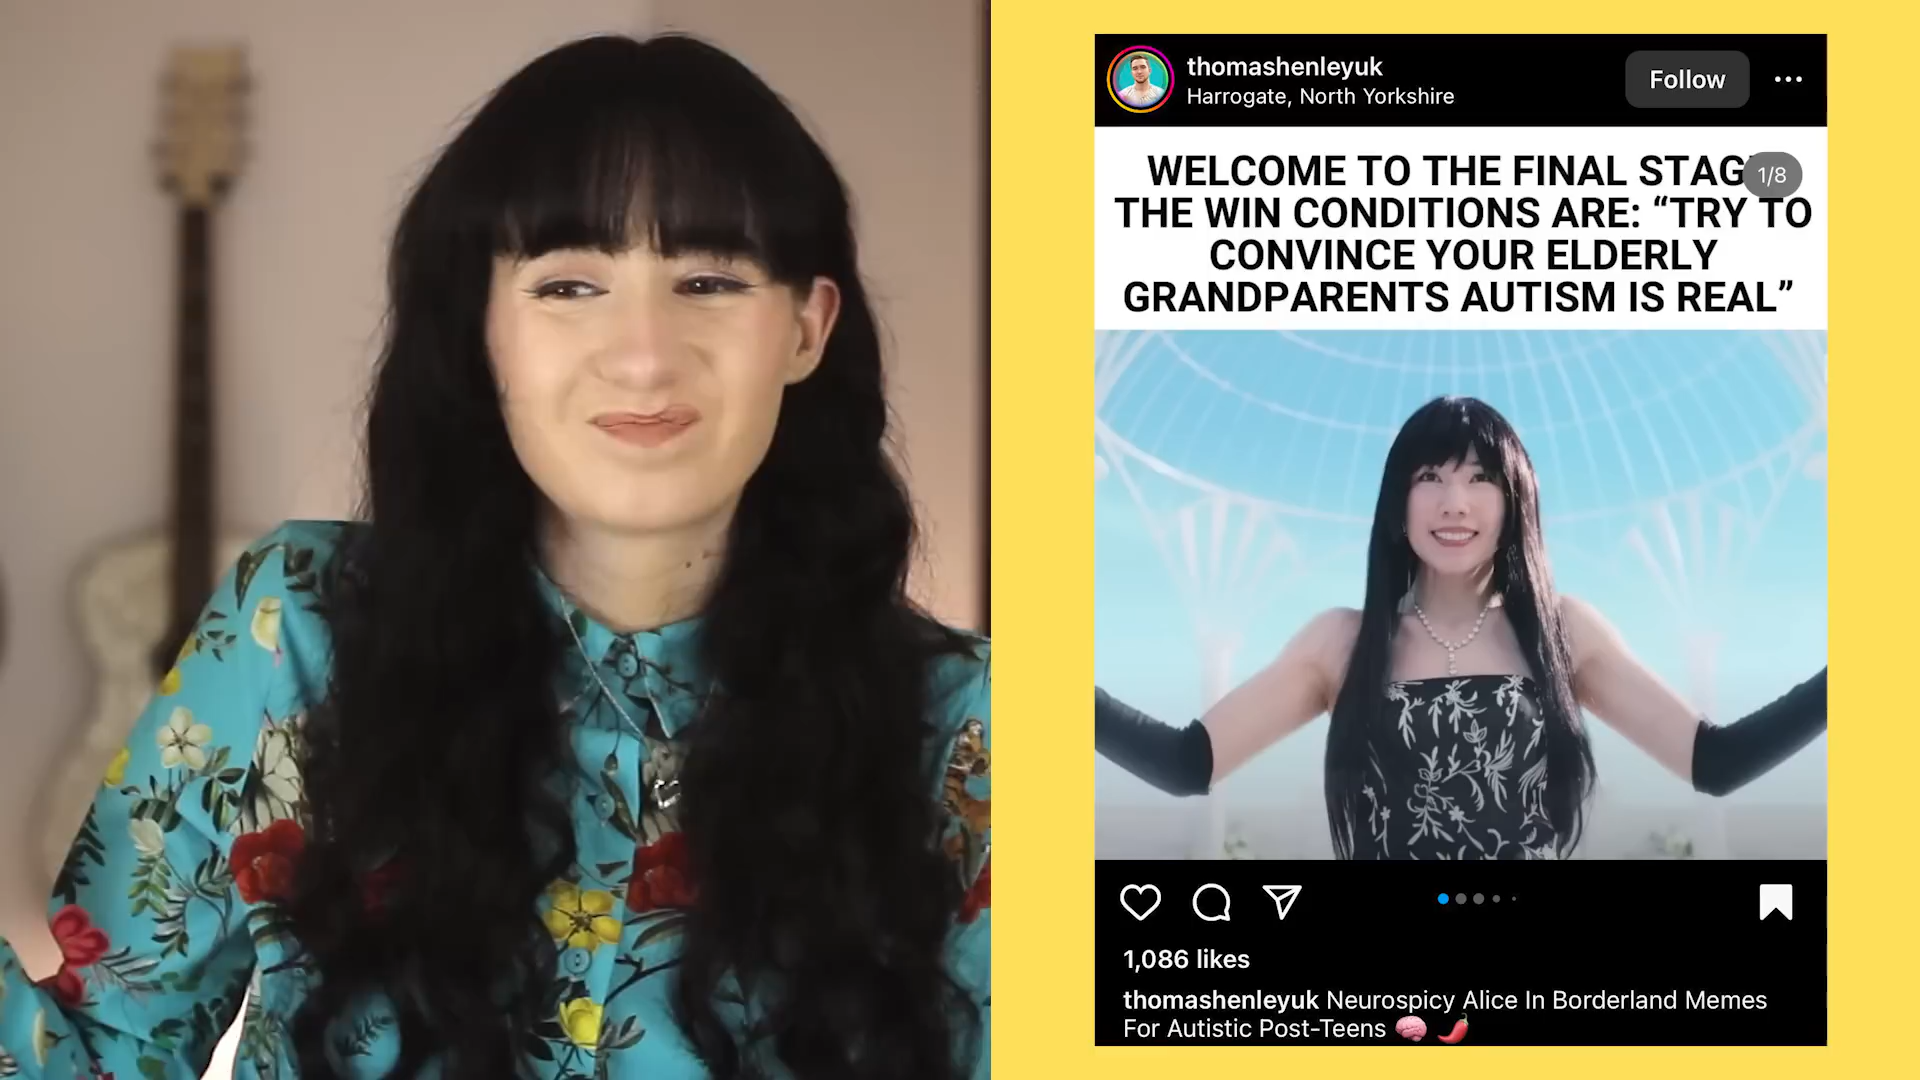 thomashenleyuk
Harrogate, North Yorkshire
Follow
WELCOME TO THE FINAL STAG
1/8
THE WIN CONDITIONS ARE: “TRY TO
CONVINCE YOUR ELDERLY
GRANDPARENTS AUTISM IS REAL”
1,086 likes
thomashenleyuk Neurospicy Alice In Borderland Memes
For Autistic Post-Teens 🧠 🌶️